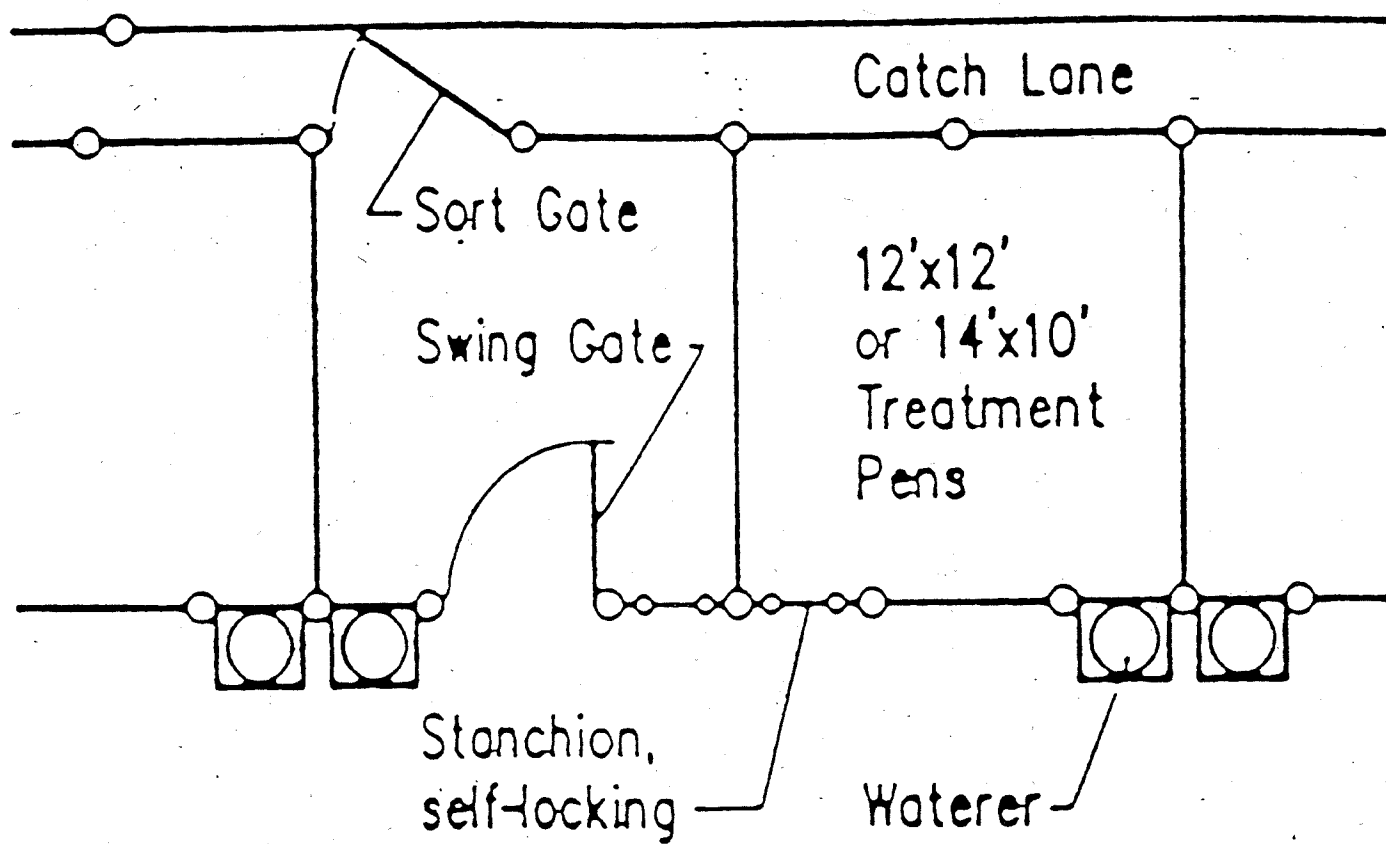 Catch Lane
Sort Gate
12'x12'
or 14'x10'
Treatment
Pens
Swing Gate
Stanchion,
self-locking
Waterer